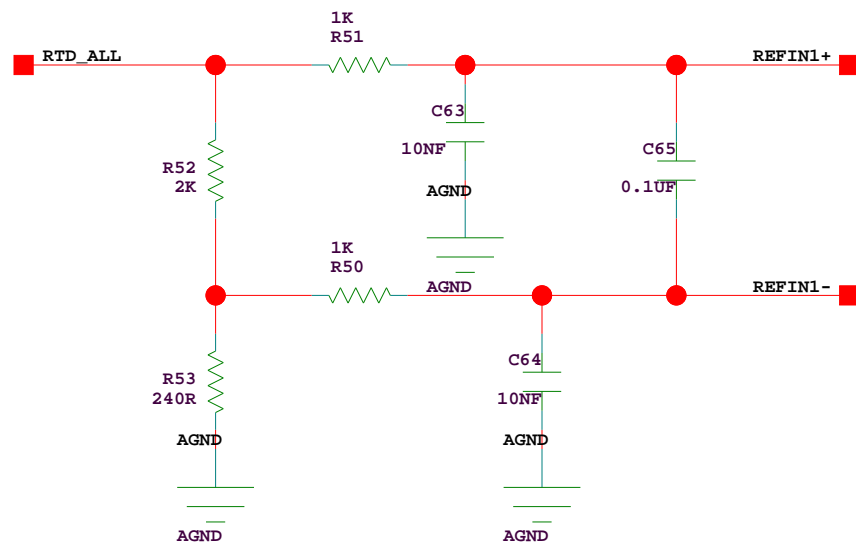 1K
R51
RTD_ALL
REFIN1+
C63
10NF
C65
0.1UF
R52
2K
AGND
1K
R50
AGND
REFIN1-
C64
10NF
R53
240R
AGND
AGND
AGND
AGND